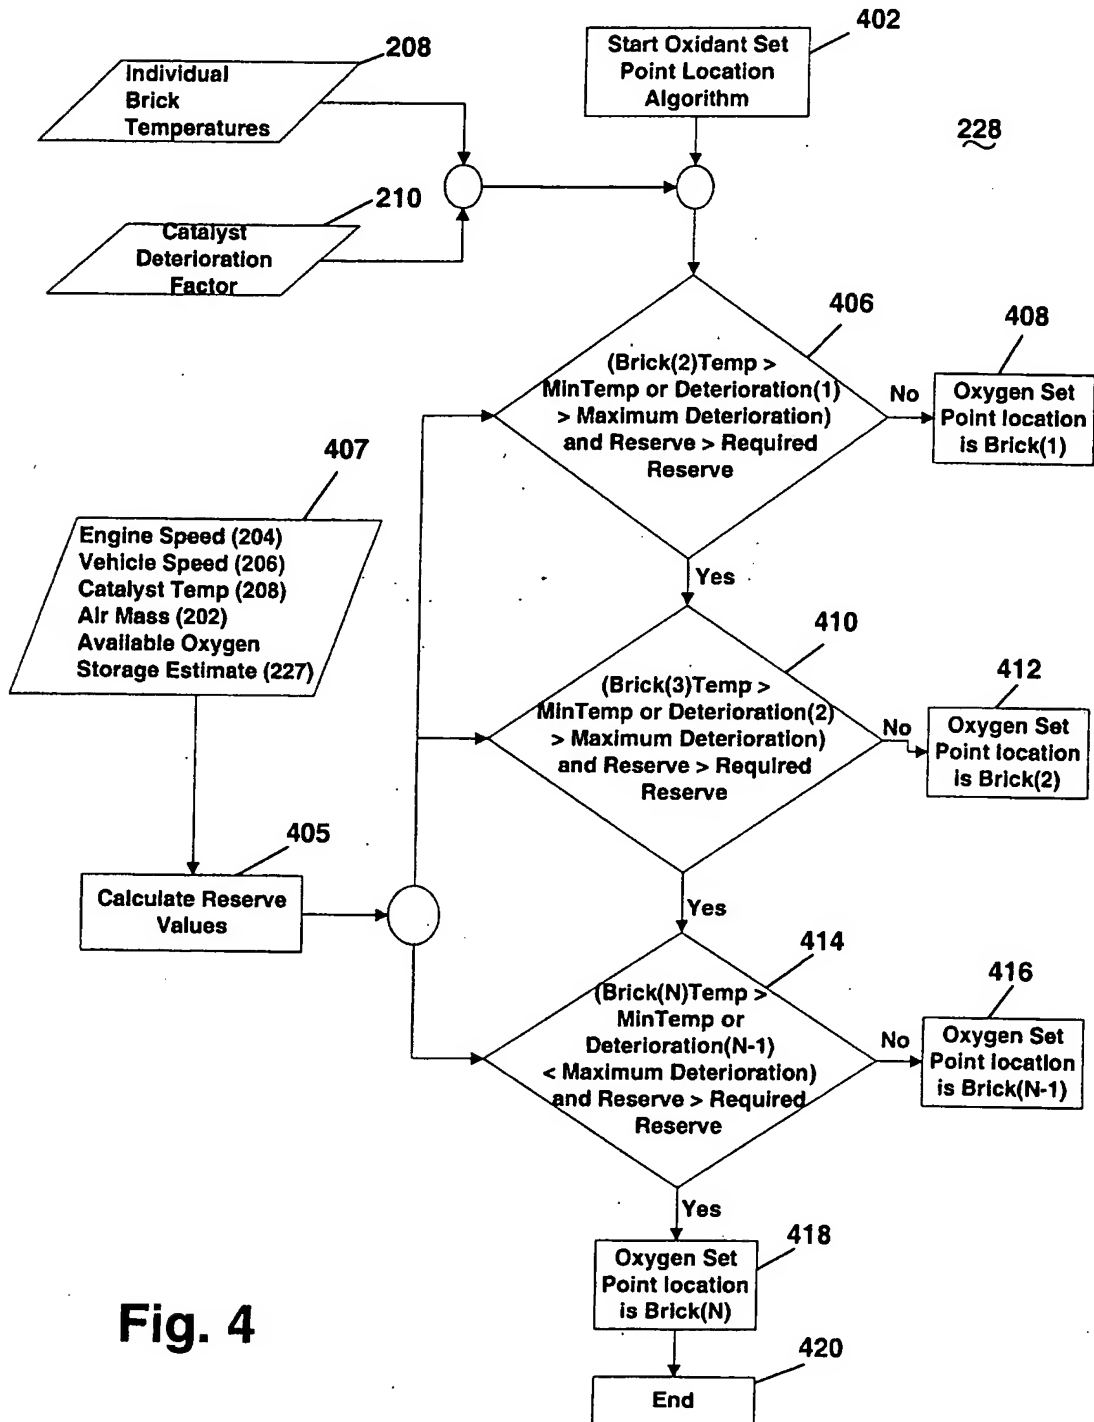 402
Start Oxidant Set
Point Location
Algorithm
208
Individual
Brick
Temperatures
228
210
Catalyst
Deterioration
Factor
406
(Brick(2)Temp >
MinTemp or Deterioration(1)
> Maximum Deterioration)
and Reserve > Required
Reserve
No
408
Oxygen Set
Point location
is Brick(1)
407
Engine Speed (204)
Vehicle Speed (206)
Catalyst Temp (208)
Air Mass (202)
Available Oxygen
Storage Estimate (227)
Yes
410
(Brick(3)Temp >
MinTemp or Deterioration(2)
> Maximum Deterioration)
and Reserve > Required
Reserve
No
412
Oxygen Set
Point location
is Brick(2)
405
Calculate Reserve
Values
Yes
414
(Brick(N)Temp >
MinTemp or
Deterioration(N-1)
< Maximum Deterioration)
and Reserve > Required
Reserve
No
416
Oxygen Set
Point location
is Brick(N-1)
Yes
418
Oxygen Set
Point location
is Brick(N)
420
End
Fig. 4